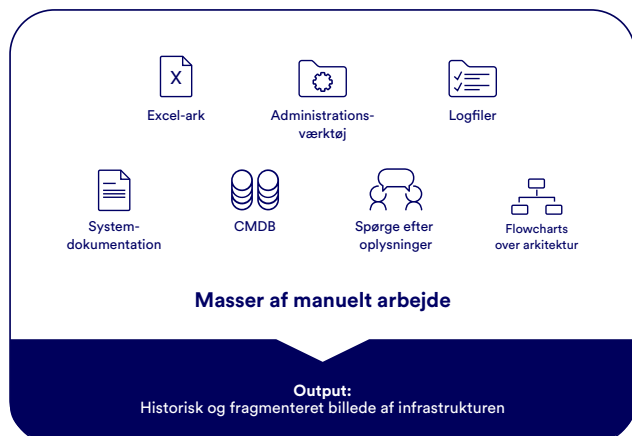 X
Excel-ark
Administrations-
værktøj
Logfiler
System-
dokumentation
CMDB
Spørge efter
oplysninger
Flowcharts
over arkitektur
Masser af manuelt arbejde
Output:
Historisk og fragmenteret billede af infrastrukturen